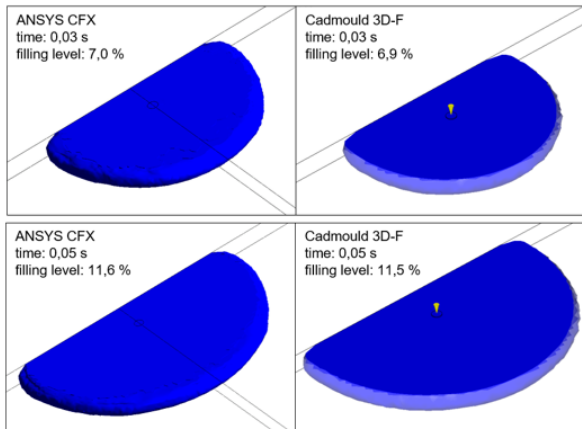 ANSYS CFX
time: 0,03 s
filling level: 7,0 %
Cadmould 3D-F
time: 0,03 s
filling level: 6,9 %
ANSYS CFX
time: 0,05 s
filling level: 11,6 %
Cadmould 3D-F
time: 0,05 s
filling level: 11,5 %